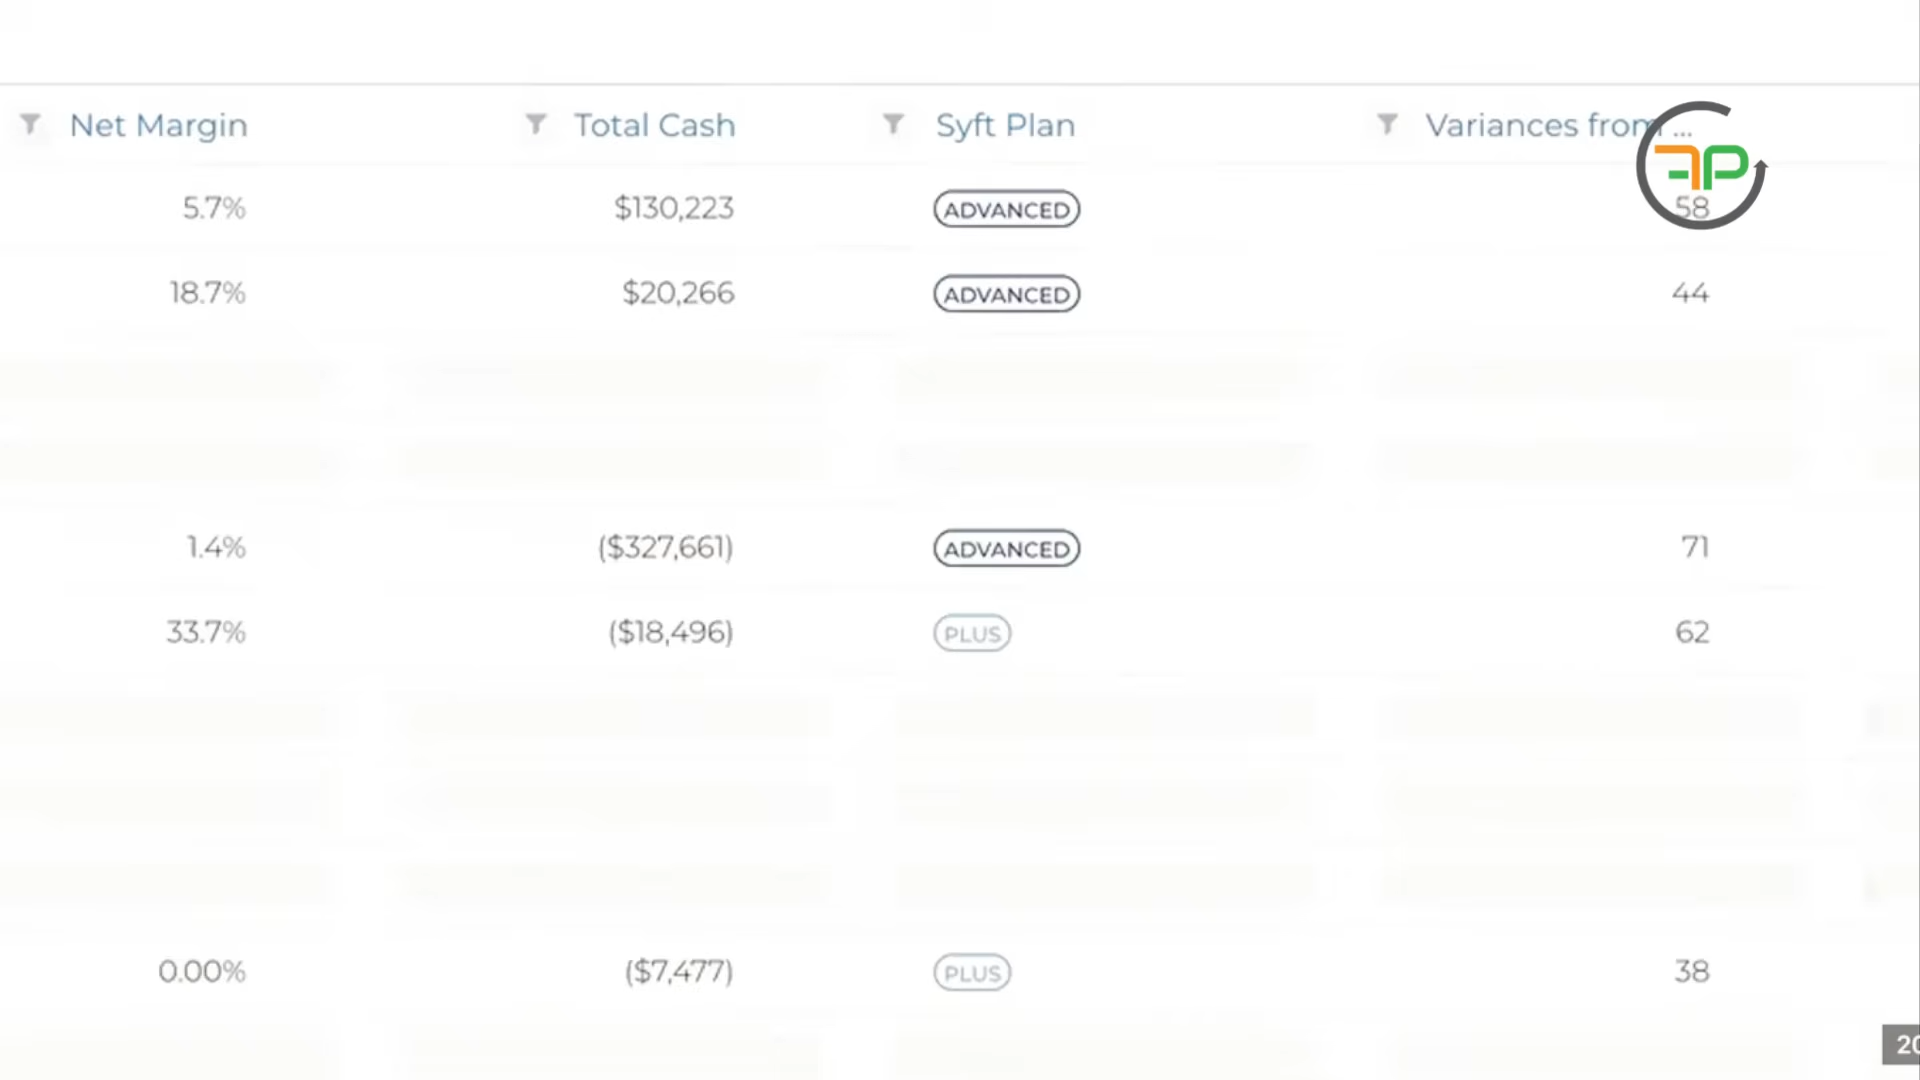 Net Margin Total Cash Syft Plan Variances from ...
FP
5.7% $130,223 ADVANCED 58
18.7% $20,266 ADVANCED 44
1.4% ($327,661) ADVANCED 71
33.7% ($18,496) PLUS 62
0.00% ($7,477) PLUS 38
20